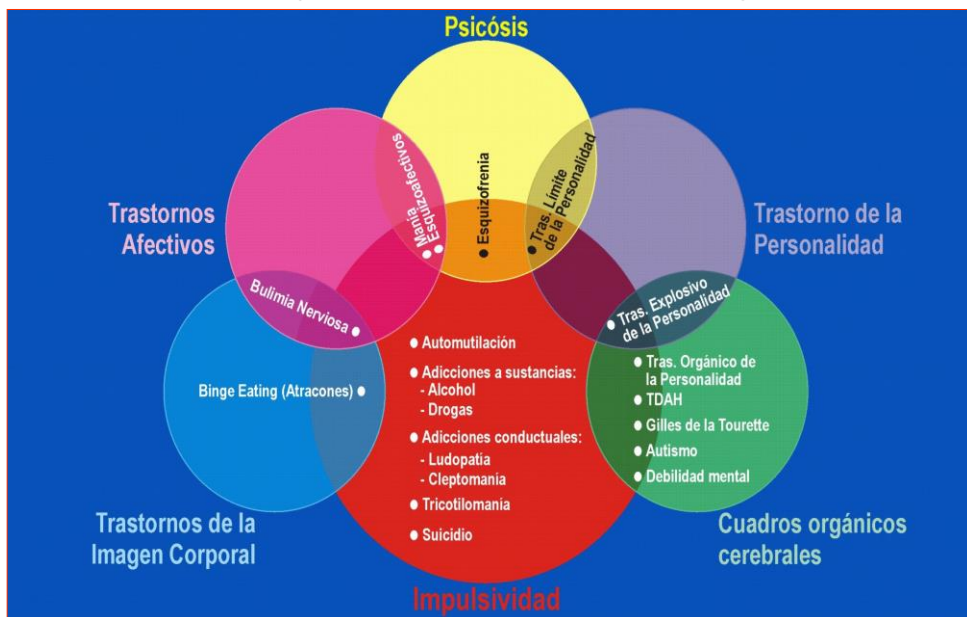 Psicósis
Trastornos
Afectivos
Manía
Esquizoafectivos
Esquizofrenia
Tras. Límite
de la Personalidad
Trastorno de la
Personalidad
Bulimia Nerviosa
Tras. Explosivo
de la Personalidad
Binge Eating (Atracones)
Automutilación
Adicciones a sustancias:
- Alcohol
- Drogas
Adicciones conductuales:
- Ludopatía
- Cleptomanía
Tricotilomanía
Suicidio
Tras. Orgánico de
la Personalidad
TDAH
Gilles de la Tourette
Autismo
Debilidad mental
Trastornos de la
Imagen Corporal
Cuadros orgánicos
cerebrales
Impulsividad